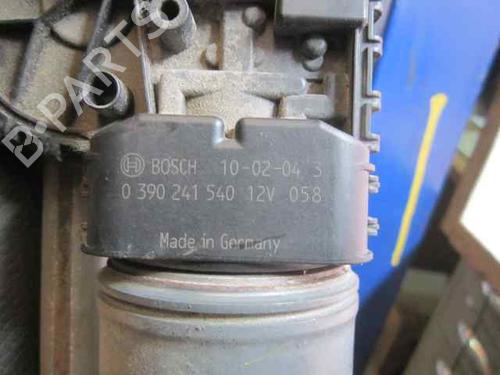 B-PARTS
BOSCH 10-02-04 3
0 390 241 540 12V 058
Made in Germany